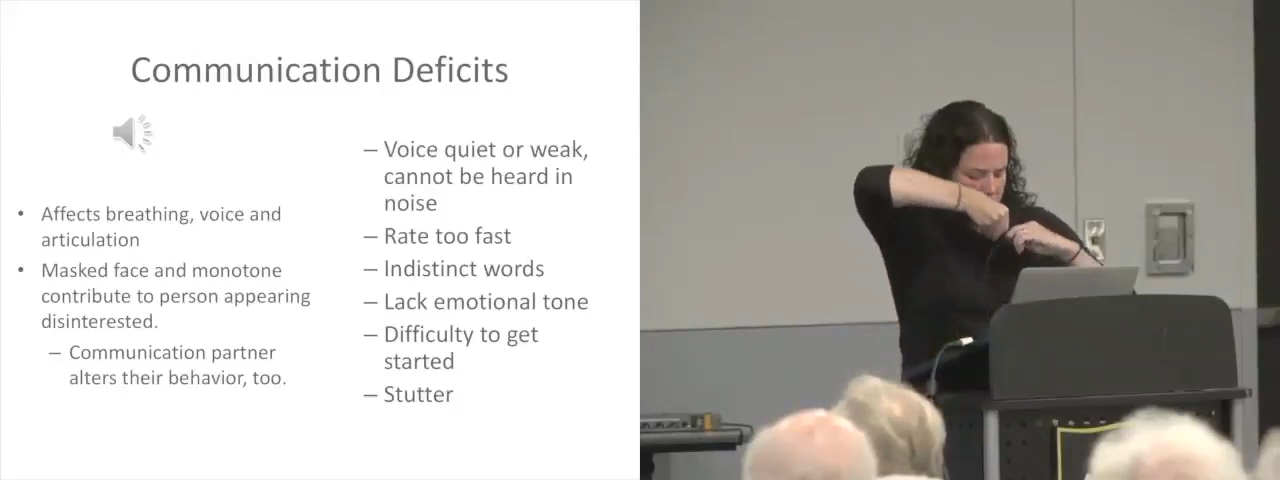 Communication Deficits
• Affects breathing, voice and
articulation
• Masked face and monotone
contribute to person appearing
disinterested.
– Communication partner
alters their behavior, too.
– Voice quiet or weak,
cannot be heard in
noise
– Rate too fast
– Indistinct words
– Lack emotional tone
– Difficulty to get
started
– Stutter